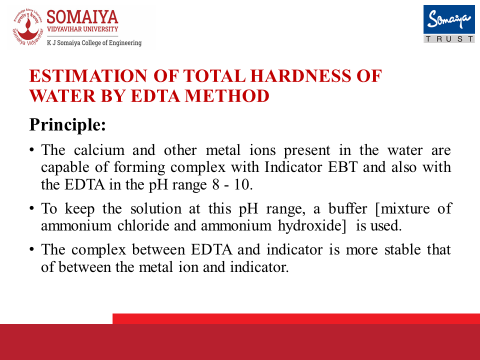 SOMAIYA
VIDYAVIHAR UNIVERSITY
K J Somaiya College of Engineering
Somaiya
TRUST
ESTIMATION OF TOTAL HARDNESS OF
WATER BY EDTA METHOD
Principle:
• The calcium and other metal ions present in the water are
capable of forming complex with Indicator EBT and also with
the EDTA in the pH range 8 - 10.
• To keep the solution at this pH range, a buffer [mixture of
ammonium chloride and ammonium hydroxide] is used.
• The complex between EDTA and indicator is more stable that
of between the metal ion and indicator.